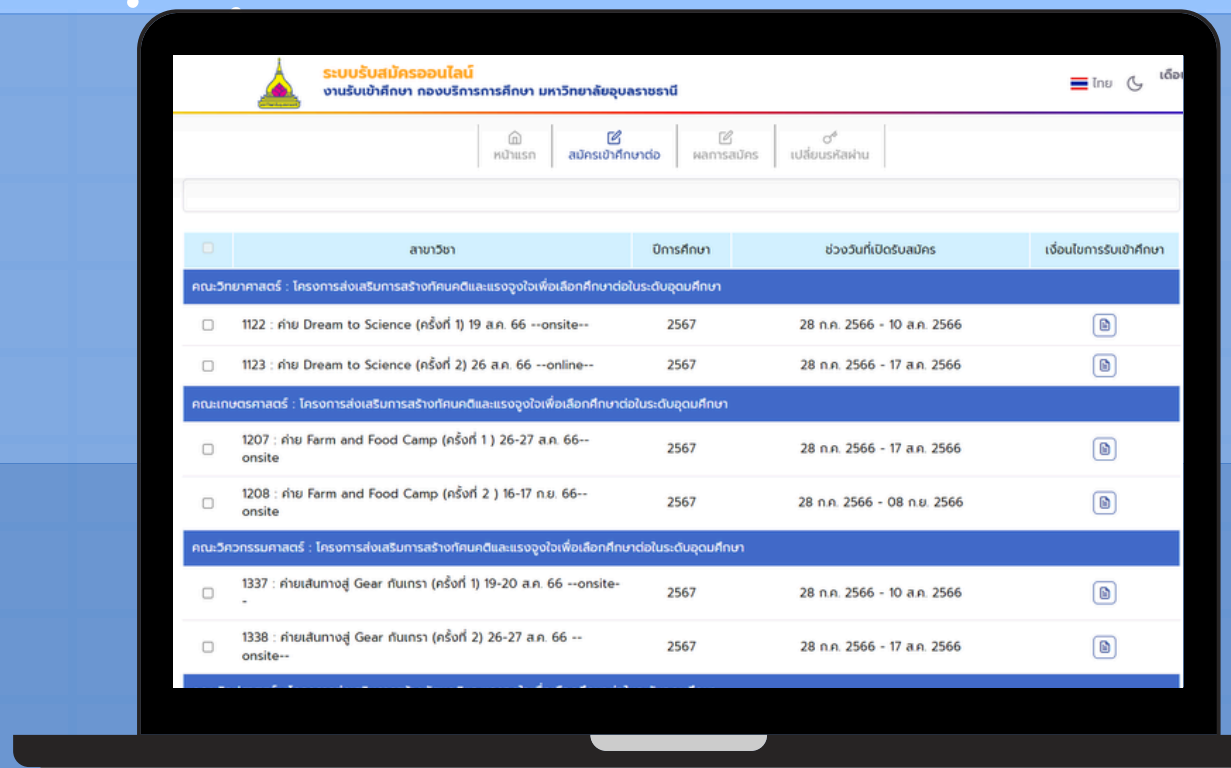 ระบบรับสมัครออนไลน์
งานรับเข้าศึกษา กองบริการการศึกษา มหาวิทยาลัยอุบลราชธานี
ไทย
หน้าแรก สมัครเข้าศึกษาต่อ ผลการสมัคร เปลี่ยนรหัสผ่าน
สาขาวิชา ปีการศึกษา ช่วงวันที่เปิดรับสมัคร เงื่อนไขการรับเข้าศึกษา
คณะวิทยาศาสตร์ : โครงการส่งเสริมการสร้างทัศนคติและแรงจูงใจเพื่อเลือกศึกษาต่อในระดับอุดมศึกษา
1122 : ค่าย Dream to Science (ครั้งที่ 1) 19 ส.ค. 66 --onsite-- 2567 28 ก.ค. 2566 - 10 ส.ค. 2566
1123 : ค่าย Dream to Science (ครั้งที่ 2) 26 ส.ค. 66 --online-- 2567 28 ก.ค. 2566 - 17 ส.ค. 2566
คณะเกษตรศาสตร์ : โครงการส่งเสริมการสร้างทัศนคติและแรงจูงใจเพื่อเลือกศึกษาต่อในระดับอุดมศึกษา
1207 : ค่าย Farm and Food Camp (ครั้งที่ 1 ) 26-27 ส.ค. 66--
onsite 2567 28 ก.ค. 2566 - 17 ส.ค. 2566
1208 : ค่าย Farm and Food Camp (ครั้งที่ 2 ) 16-17 ก.ย. 66--
onsite 2567 28 ก.ค. 2566 - 08 ก.ย. 2566
คณะวิศวกรรมศาสตร์ : โครงการส่งเสริมการสร้างทัศนคติและแรงจูงใจเพื่อเลือกศึกษาต่อในระดับอุดมศึกษา
1337 : ค่ายเส้นทางสู่ Gear กันเกรา (ครั้งที่ 1) 19-20 ส.ค. 66 --onsite-
- 2567 28 ก.ค. 2566 - 10 ส.ค. 2566
1338 : ค่ายเส้นทางสู่ Gear กันเกรา (ครั้งที่ 2) 26-27 ส.ค. 66 --
onsite-- 2567 28 ก.ค. 2566 - 17 ส.ค. 2566